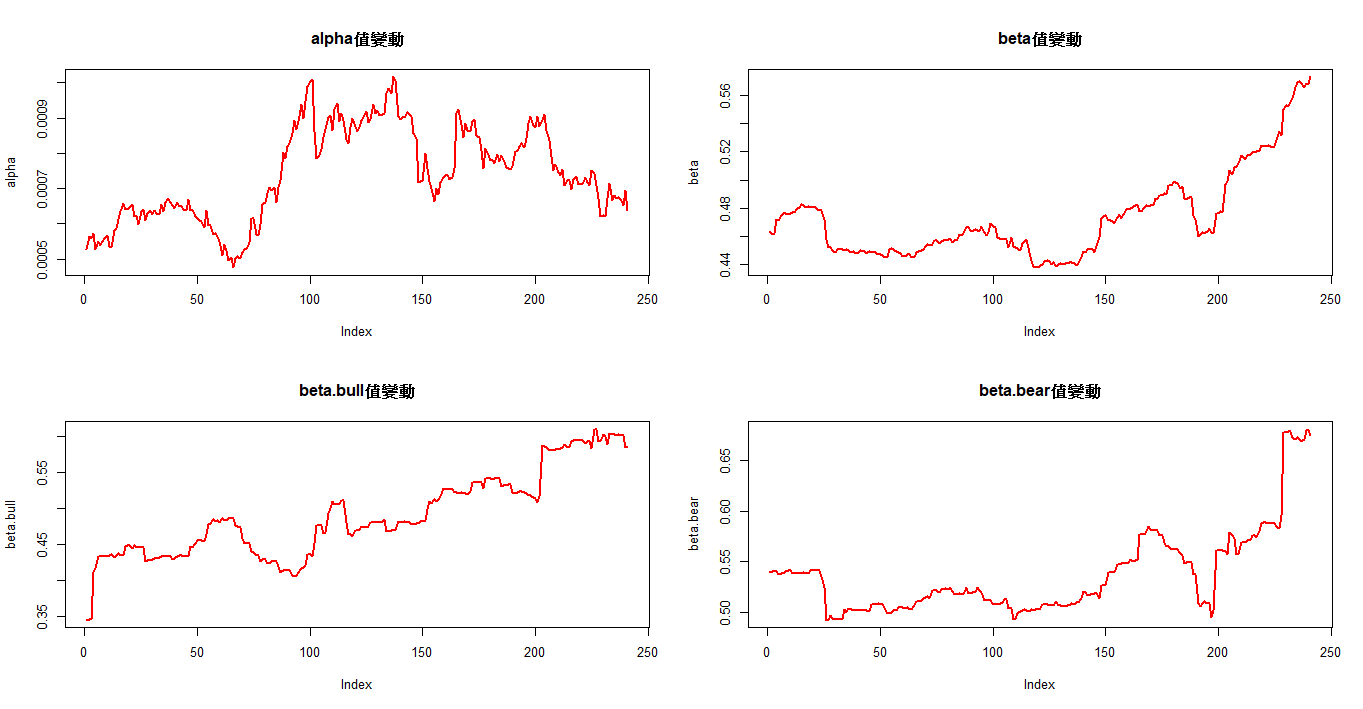 alpha值變動
alpha
0.0005 0.0007 0.0009
0 50 100 150 200 250
Index
beta值變動
beta
0.44 0.48 0.52 0.56
0 50 100 150 200 250
Index
beta.bull值變動
beta.bull
0.35 0.45 0.55
0 50 100 150 200 250
Index
beta.bear值變動
beta.bear
0.50 0.55 0.60 0.65
0 50 100 150 200 250
Index